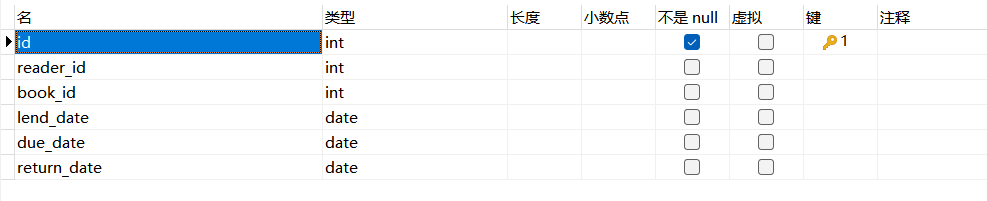 名 类型 长度 小数点 不是 null 虚拟 键 注释
id int 1
reader_id int
book_id int
lend_date date
due_date date
return_date date